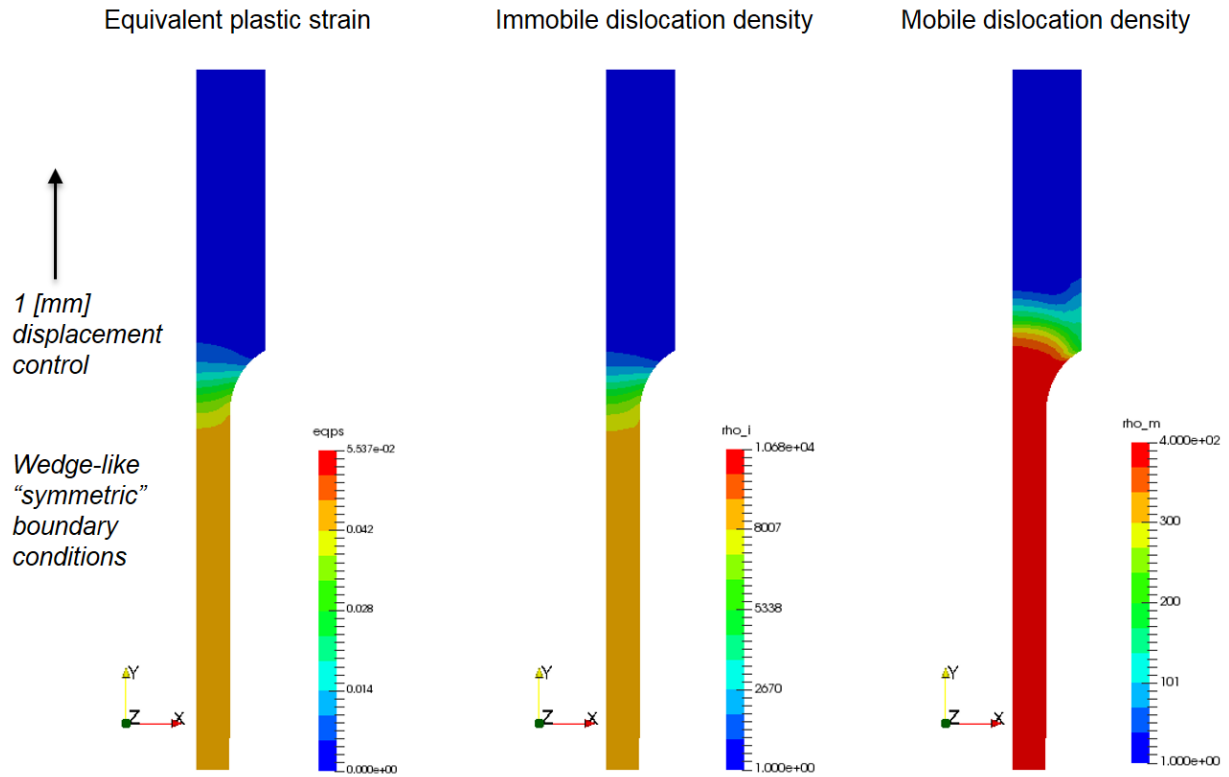 Equivalent plastic strain
Immobile dislocation density
Mobile dislocation density
1 [mm]
displacement
control
Wedge-like
“symmetric”
boundary
conditions
eqps
5.537e-02
0.042
0.028
0.014
0.000e+00
Y
Z
X
rho_i
1.068e+04
8007
5338
2670
1.000e+00
Y
Z
X
rho_m
4.000e+02
300
200
101
1.000e+00
Y
Z
X